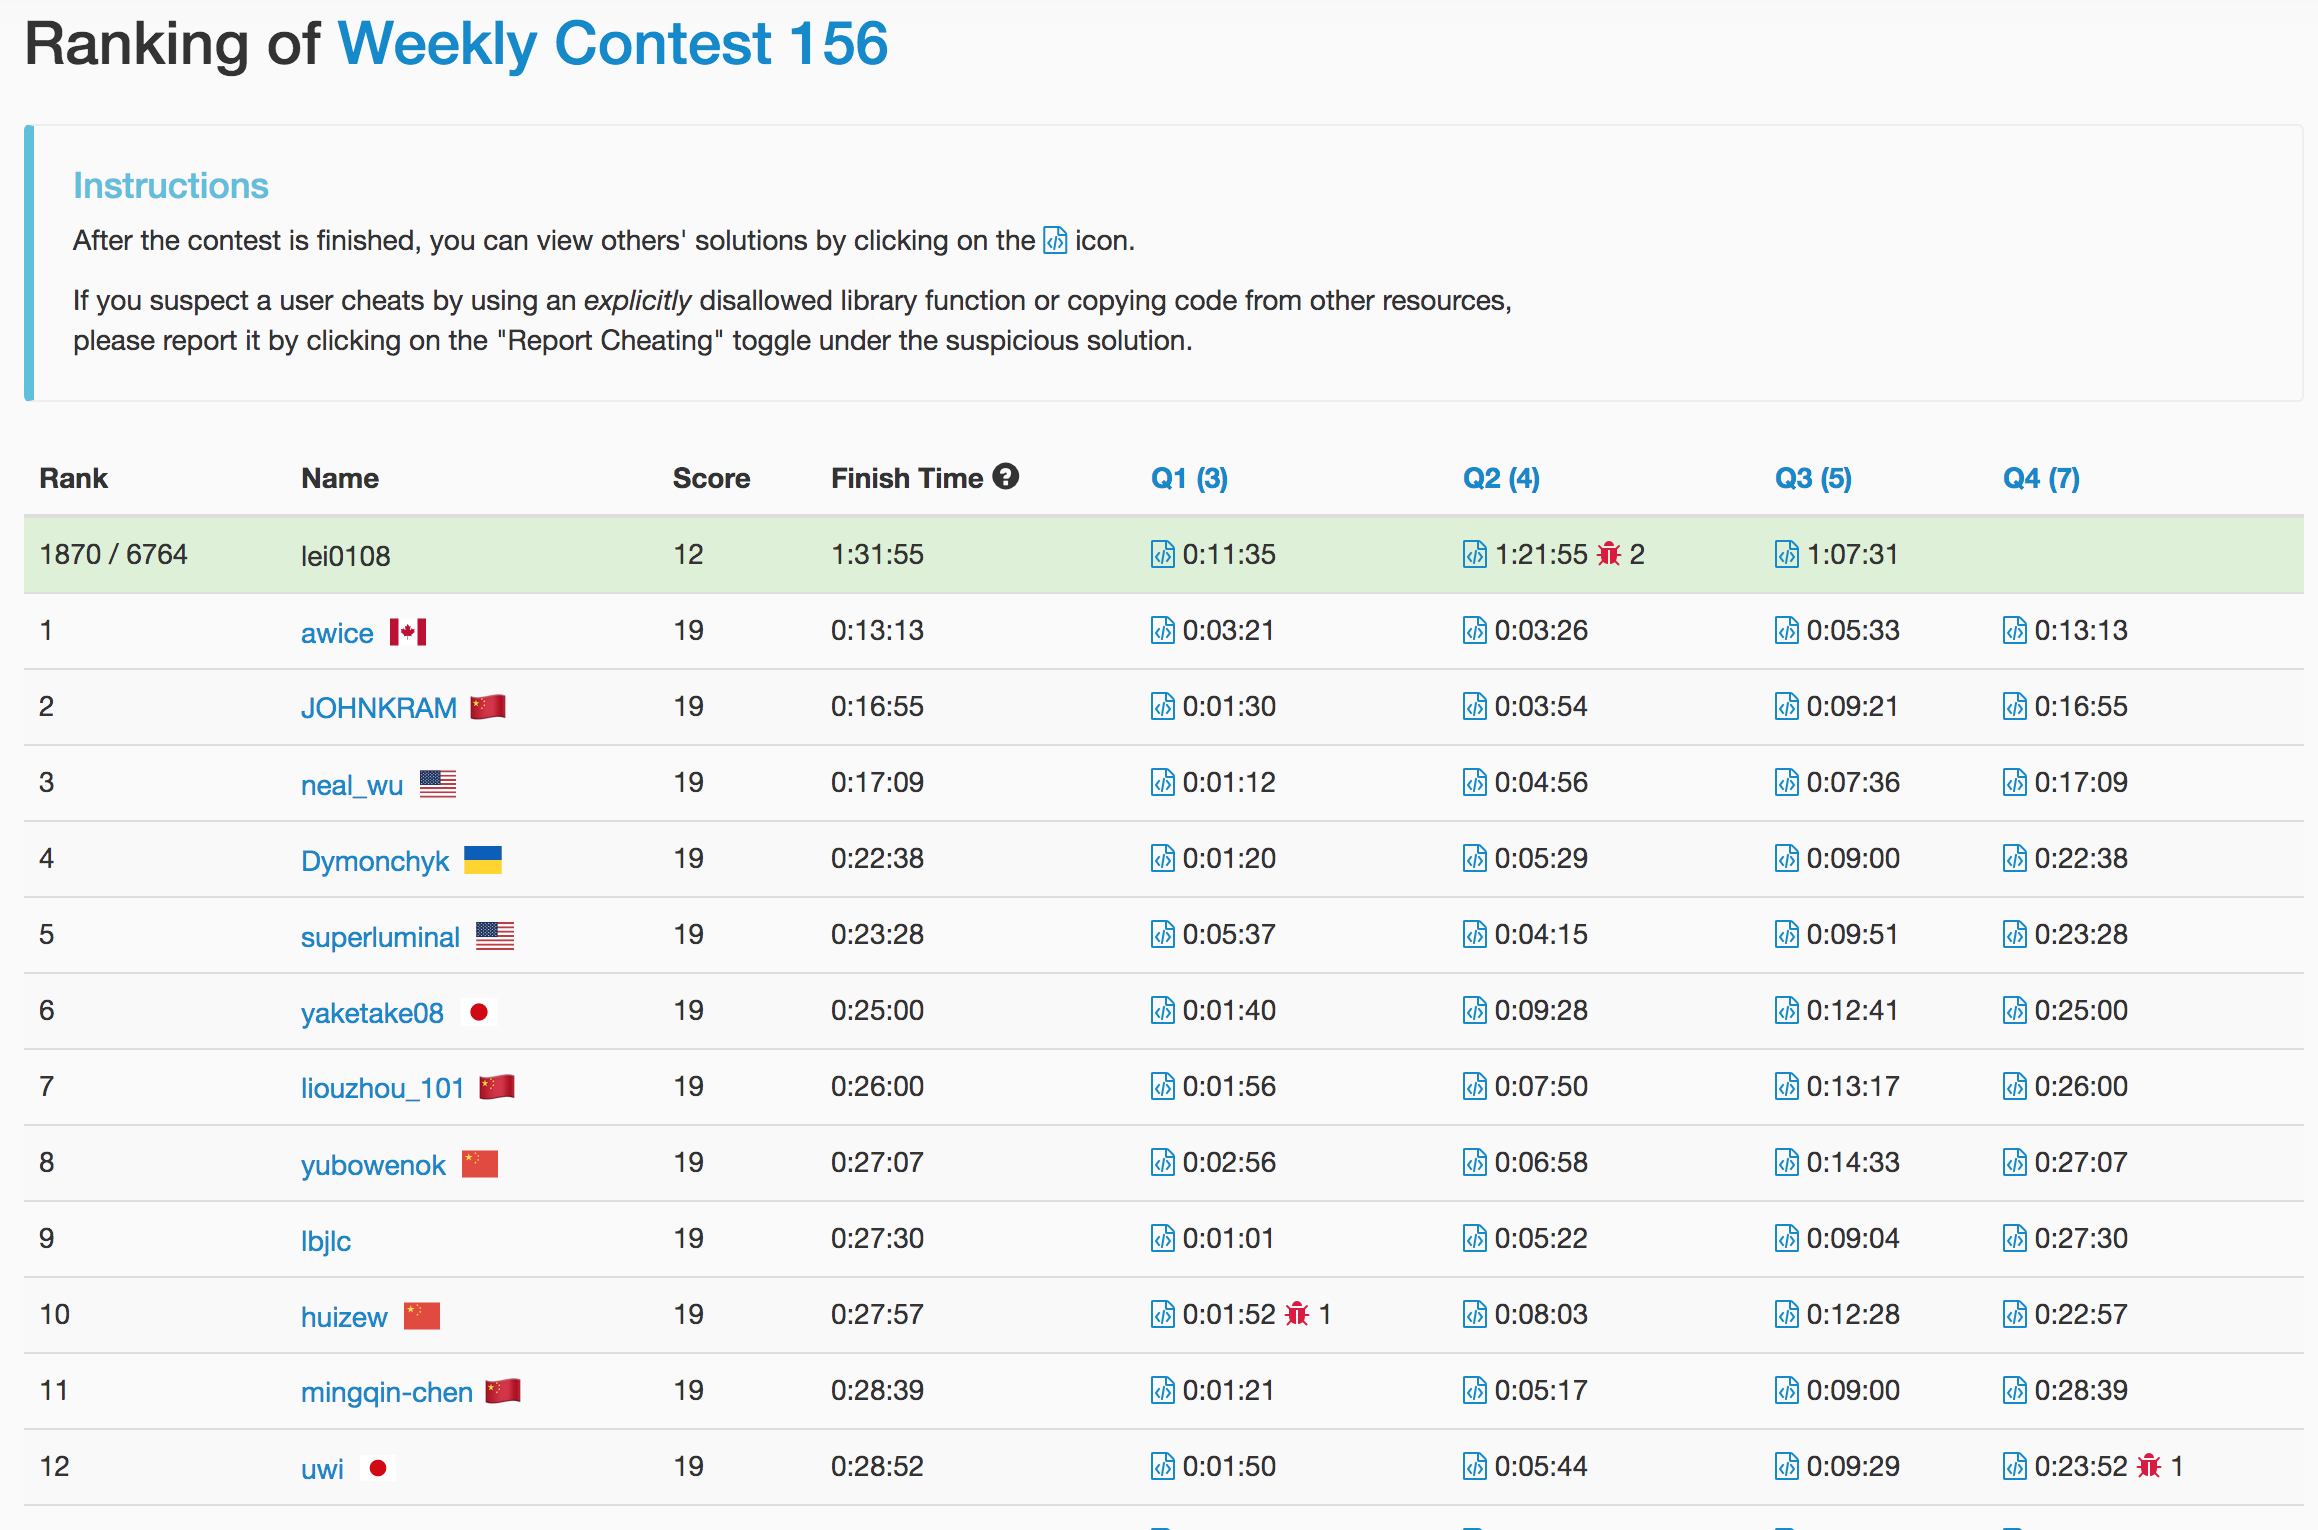 Ranking of Weekly Contest 156
Instructions
After the contest is finished, you can view others' solutions by clicking on the icon.
If you suspect a user cheats by using an explicitly disallowed library function or copying code from other resources,
please report it by clicking on the "Report Cheating" toggle under the suspicious solution.
Rank Name Score Finish Time Q1 (3) Q2 (4) Q3 (5) Q4 (7)
1870 / 6764 lei0108 12 1:31:55 0:11:35 1:21:55 2 1:07:31
1 awice 19 0:13:13 0:03:21 0:03:26 0:05:33 0:13:13
2 JOHNKRAM 19 0:16:55 0:01:30 0:03:54 0:09:21 0:16:55
3 neal_wu 19 0:17:09 0:01:12 0:04:56 0:07:36 0:17:09
4 Dymonchyk 19 0:22:38 0:01:20 0:05:29 0:09:00 0:22:38
5 superluminal 19 0:23:28 0:05:37 0:04:15 0:09:51 0:23:28
6 yaketake08 19 0:25:00 0:01:40 0:09:28 0:12:41 0:25:00
7 liouzhou_101 19 0:26:00 0:01:56 0:07:50 0:13:17 0:26:00
8 yubowenok 19 0:27:07 0:02:56 0:06:58 0:14:33 0:27:07
9 lbjlc 19 0:27:30 0:01:01 0:05:22 0:09:04 0:27:30
10 huizew 19 0:27:57 0:01:52 1 0:08:03 0:12:28 0:22:57
11 mingqin-chen 19 0:28:39 0:01:21 0:05:17 0:09:00 0:28:39
12 uwi 19 0:28:52 0:01:50 0:05:44 0:09:29 0:23:52 1